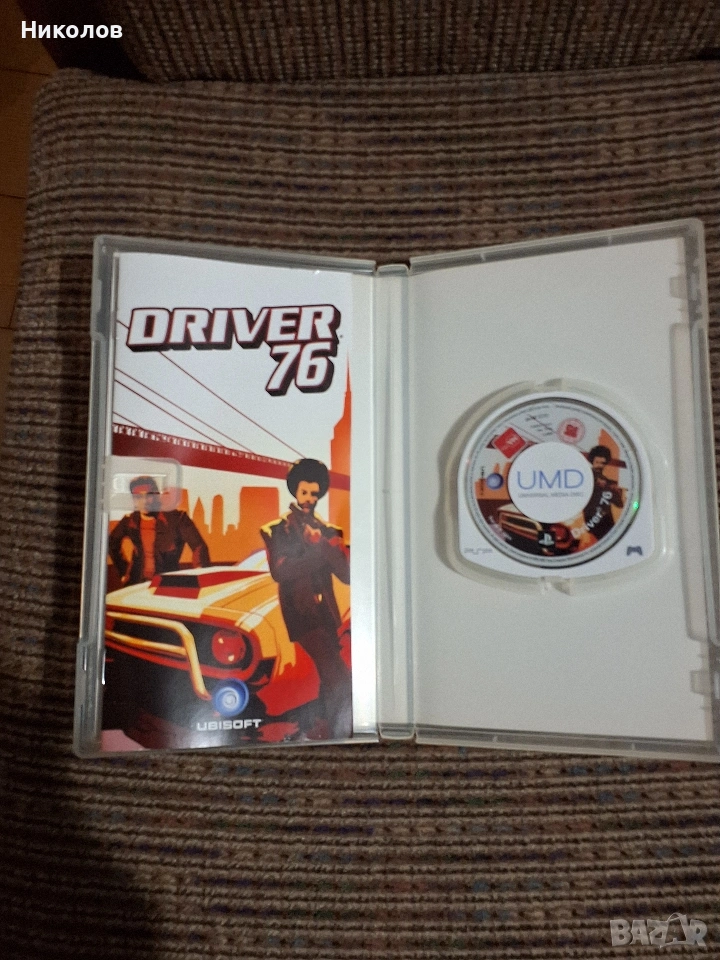 Николов
DRIVER
76
UBISOFT
UMD
UNIVERSAL MEDIA DISC
Driver 76
PSP
BAZAR